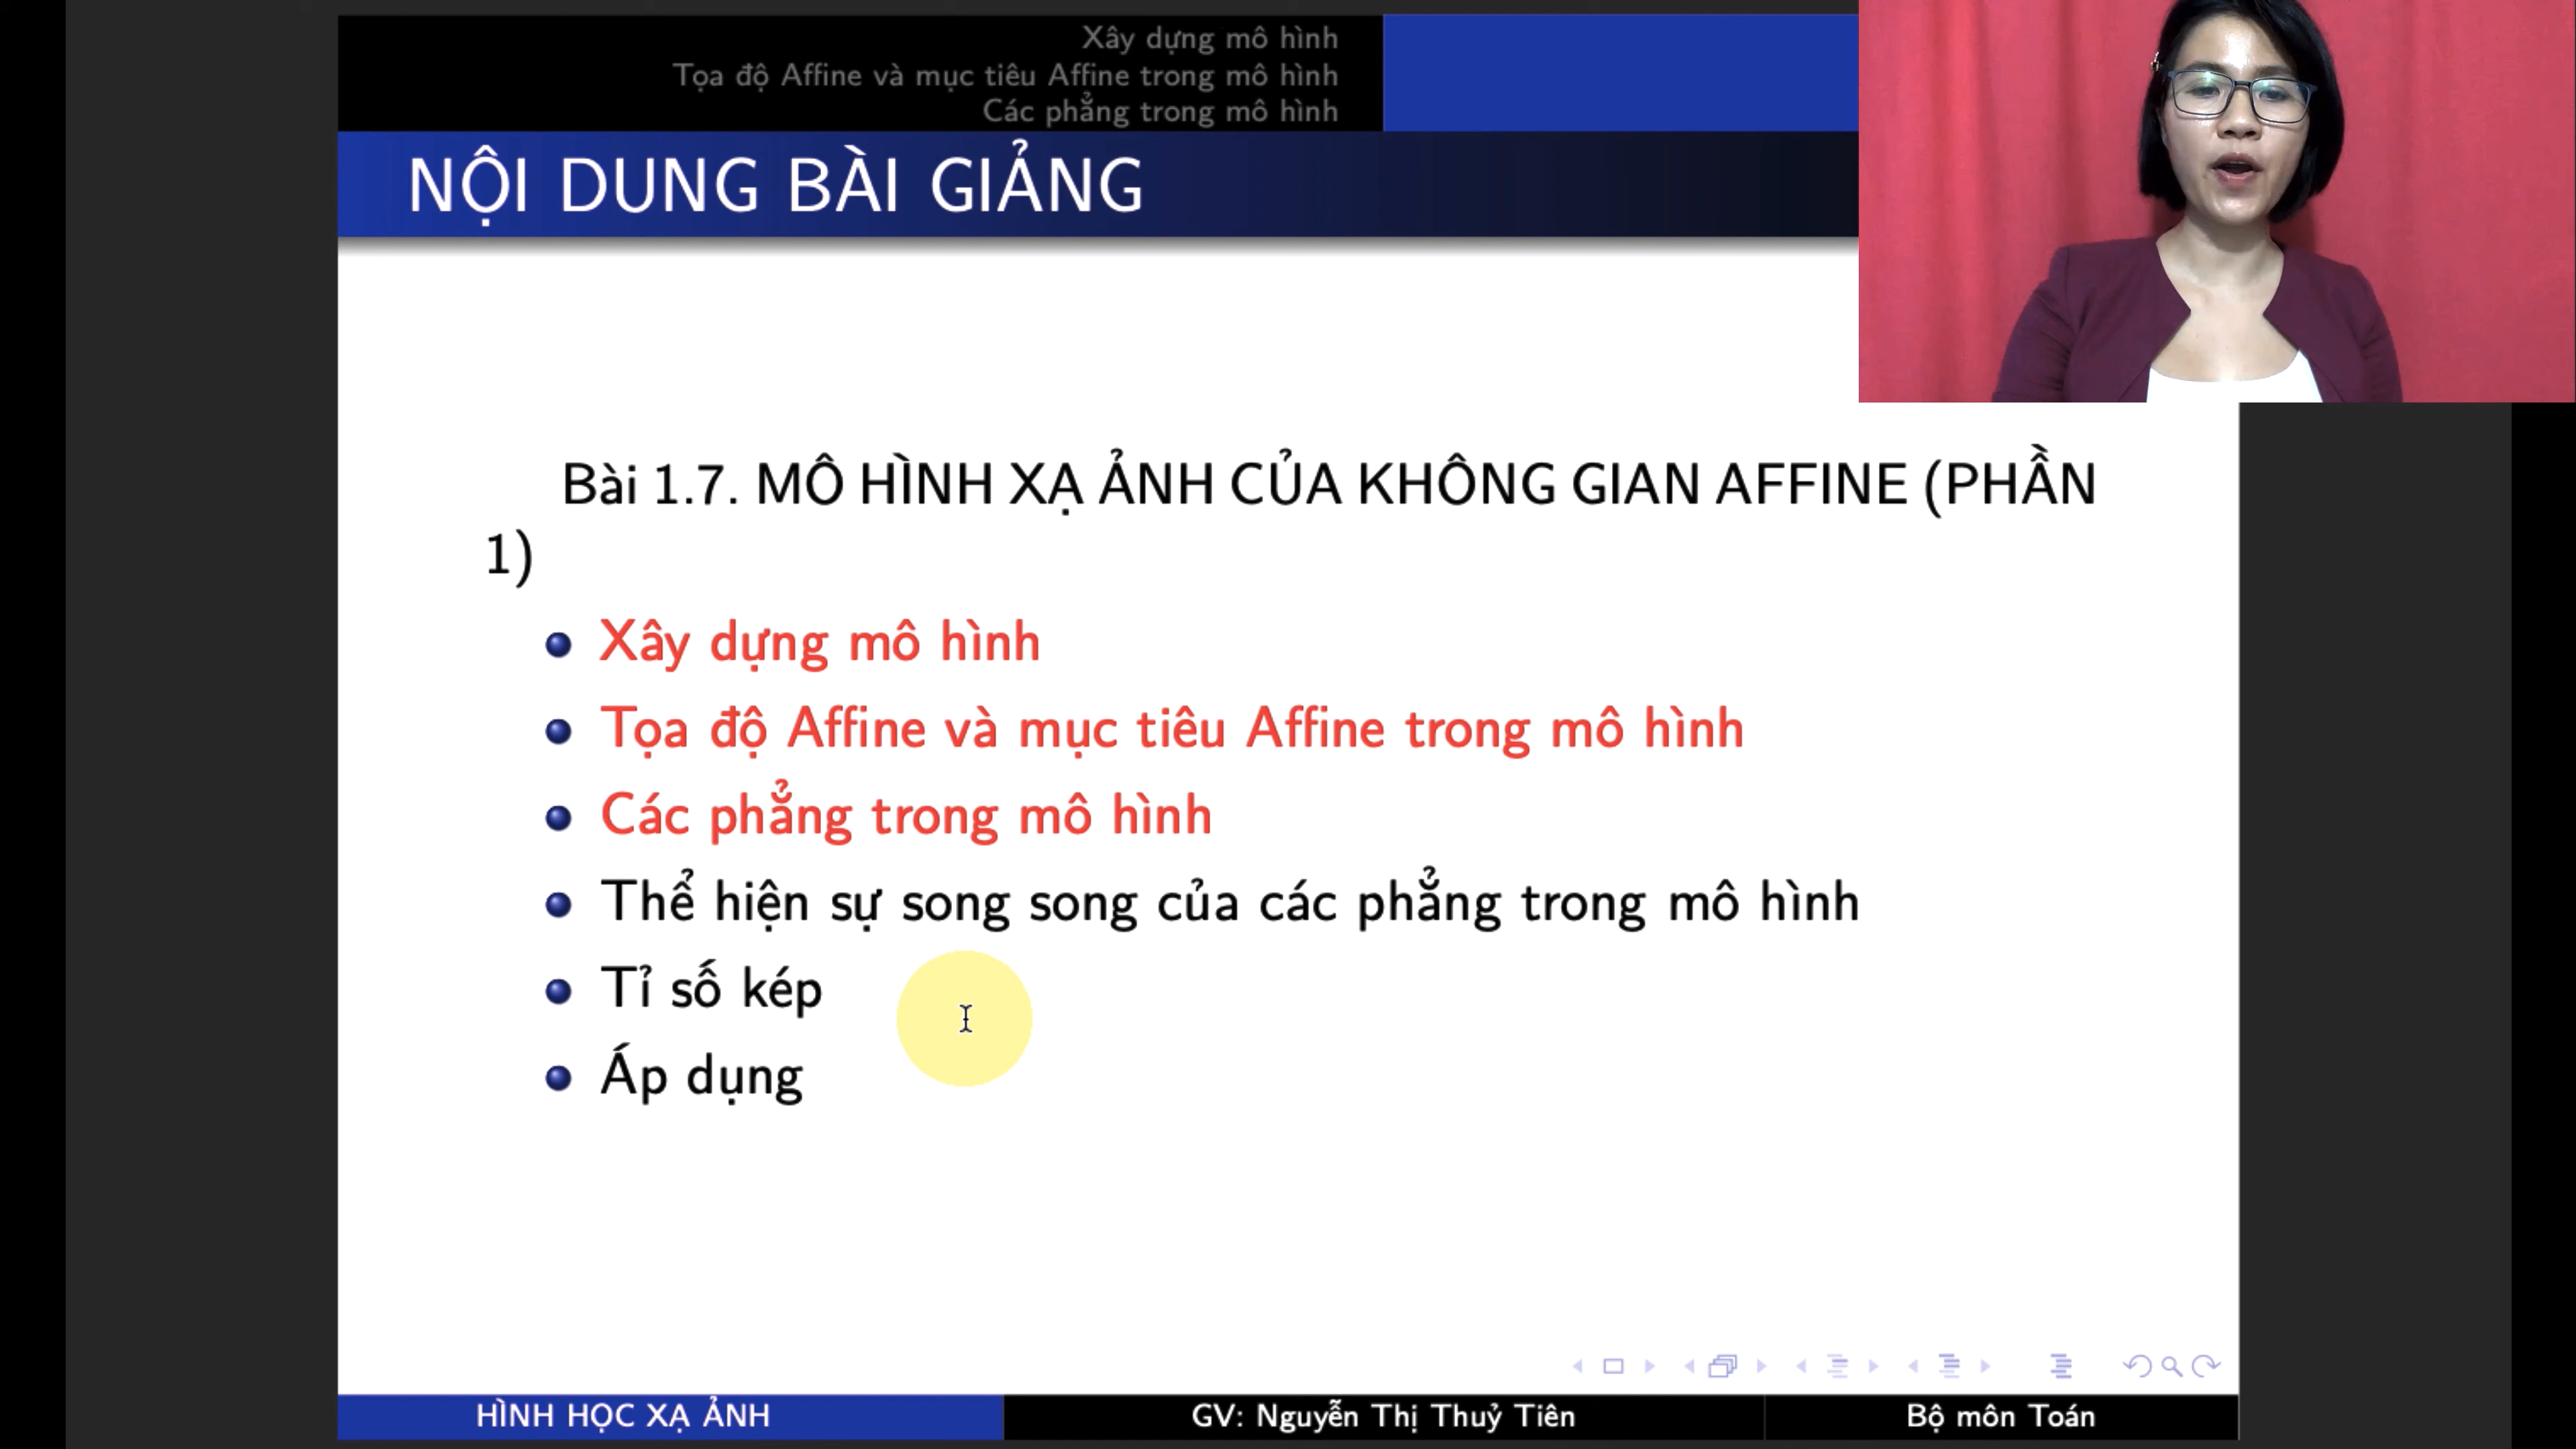 Xây dựng mô hình
Tọa độ Affine và mục tiêu Affine trong mô hình
Các phẳng trong mô hình
NỘI DUNG BÀI GIẢNG
Bài 1.7. MÔ HÌNH XẠ ẢNH CỦA KHÔNG GIAN AFFINE (PHẦN
1)
Xây dựng mô hình
Tọa độ Affine và mục tiêu Affine trong mô hình
Các phẳng trong mô hình
Thể hiện sự song song của các phẳng trong mô hình
Tỉ số kép
Áp dụng
HÌNH HỌC XẠ ẢNH
GV: Nguyễn Thị Thuỷ Tiên
Bộ môn Toán